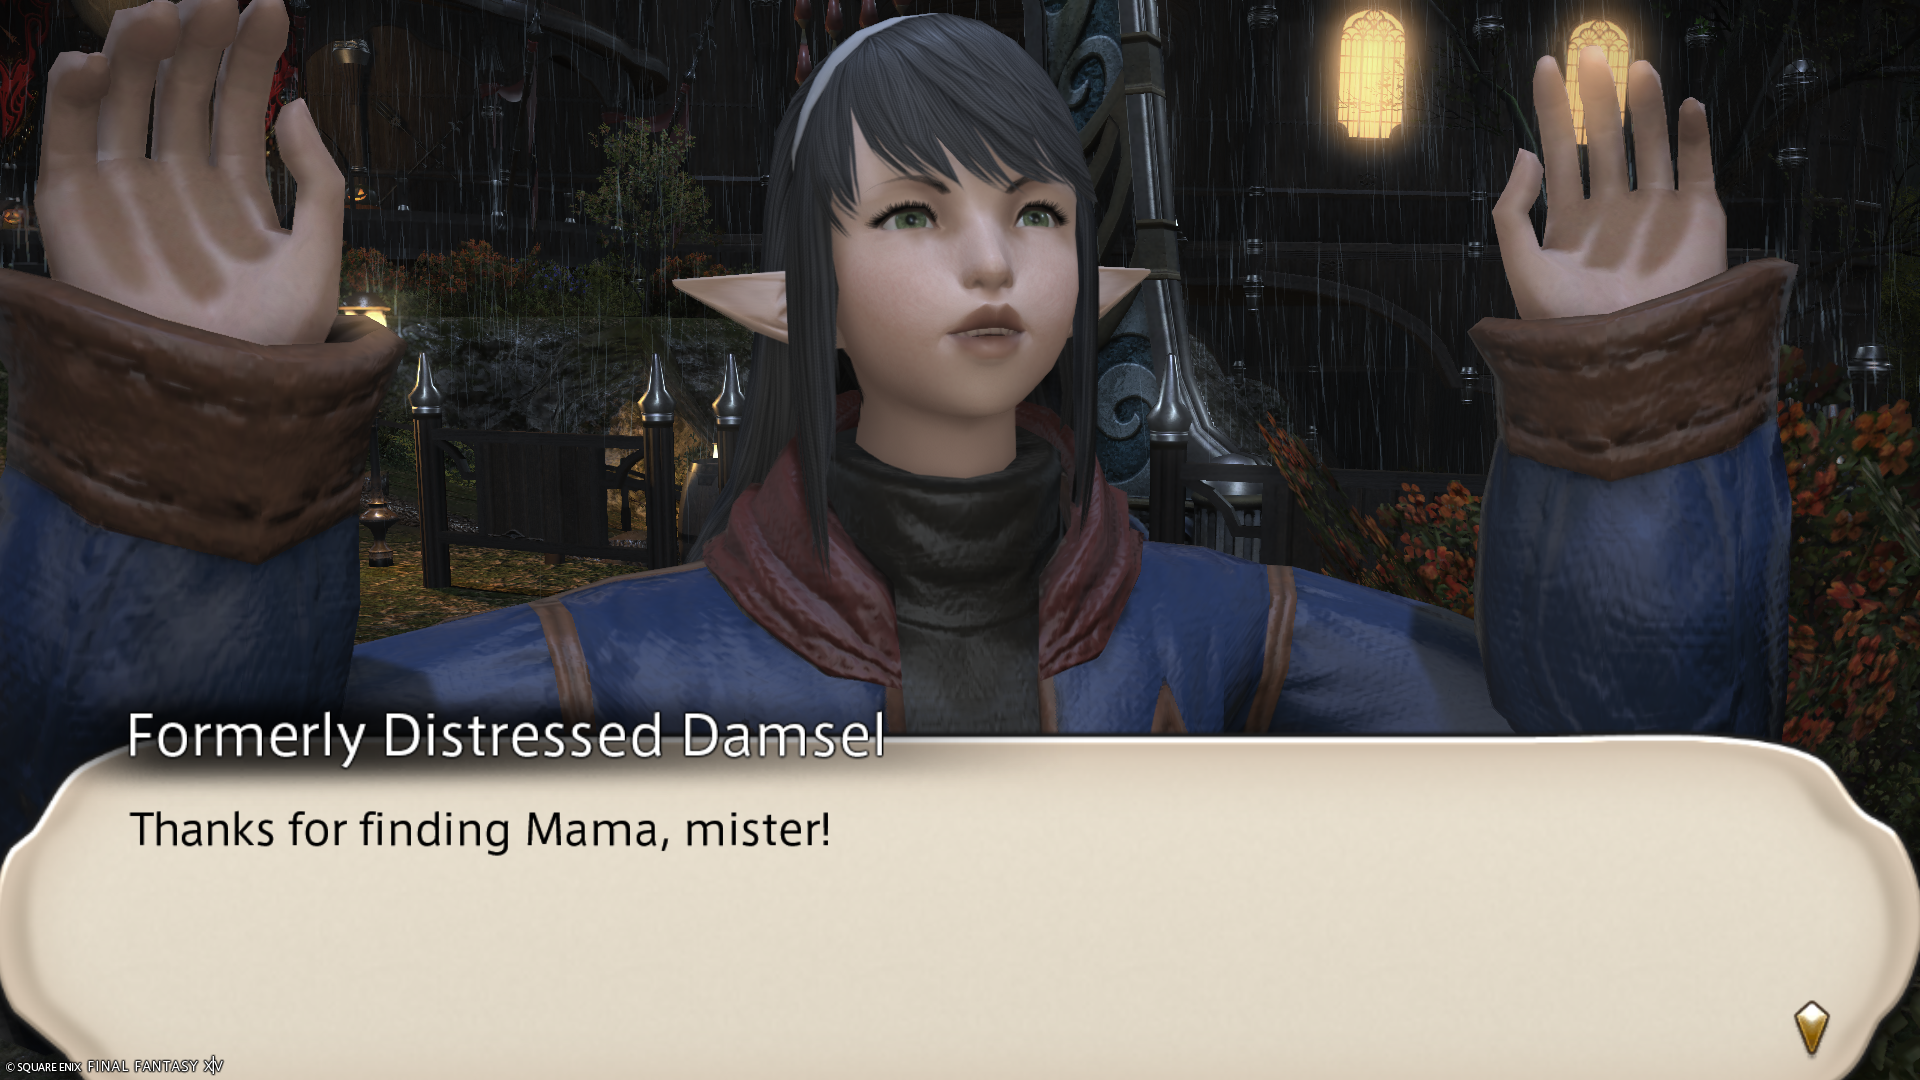 Formerly Distressed Damsel
Thanks for finding Mama, mister!
© SQUARE ENIX FINAL FANTASY XIV